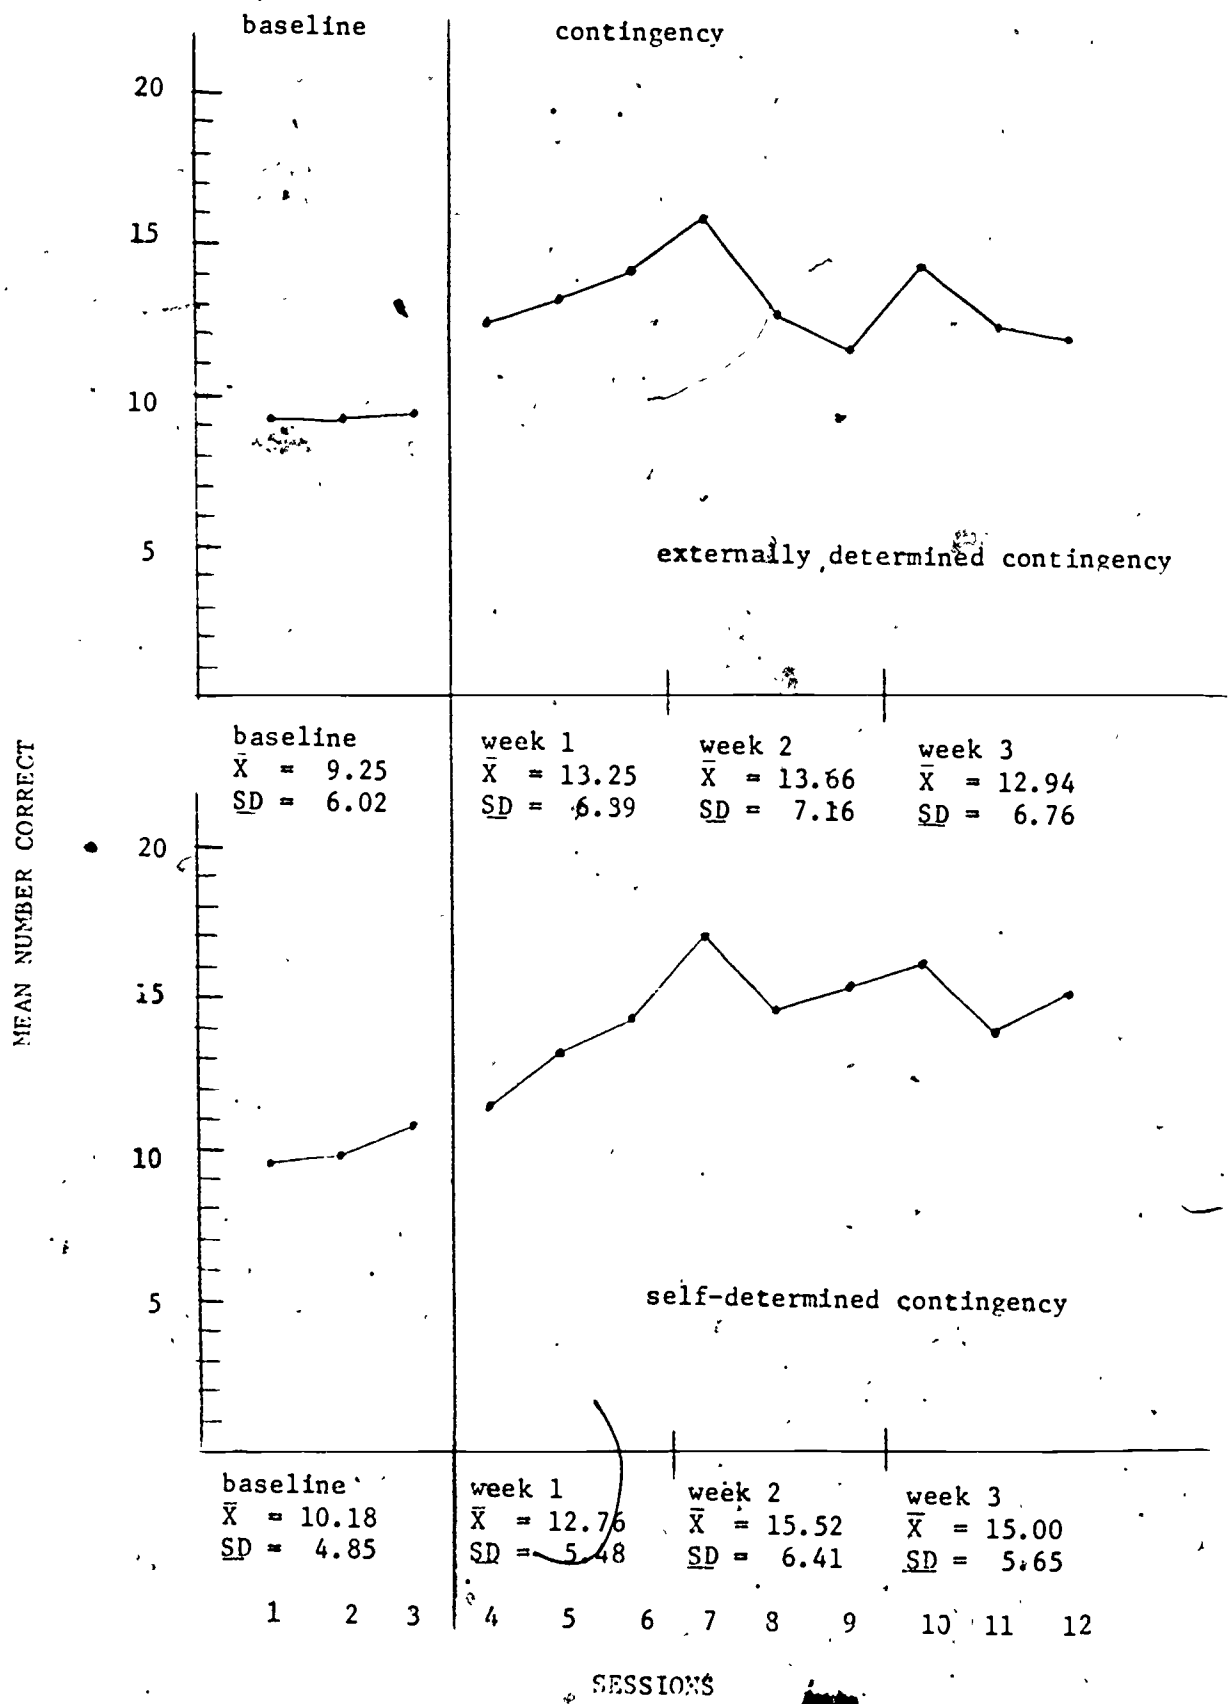 baseline contingency
20
15
10
5
externally determined contingency
baseline week 1 week 2 week 3
X̄ = 9.25 X̄ = 13.25 X̄ = 13.66 X̄ = 12.94
SD = 6.02 SD = 6.39 SD = 7.16 SD = 6.76
MEAN NUMBER CORRECT
20
15
10
5
self-determined contingency
baseline week 1 week 2 week 3
X̄ = 10.18 X̄ = 12.76 X̄ = 15.52 X̄ = 15.00
SD = 4.85 SD = 5.48 SD = 6.41 SD = 5.65
1 2 3 4 5 6 7 8 9 10 11 12
SESSIONS